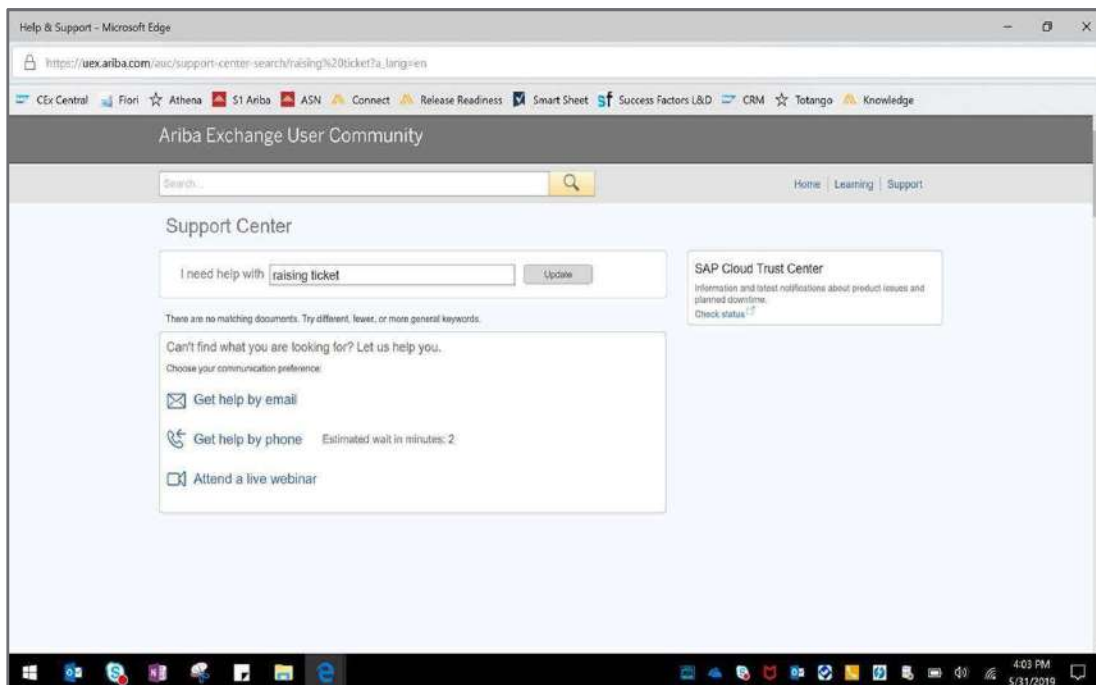 Help & Support - Microsoft Edge
https://uex.ariba.com/auc/support-center-search/raising%20ticket?a_lang=en
CEx Central Fiori Athena S1 Ariba ASN Connect Release Readiness Smart Sheet Sf Success Factors L&D CRM Totango Knowledge
Ariba Exchange User Community
Search...
Home | Learning | Support
Support Center
I need help with raising ticket Update
There are no matching documents. Try different, fewer, or more general keywords.
Can't find what you are looking for? Let us help you.
Choose your communication preference:
Get help by email
Get help by phone Estimated wait in minutes: 2
Attend a live webinar
SAP Cloud Trust Center
Information and latest notifications about product issues and
planned downtime.
Check status
4:03 PM
5/31/2019